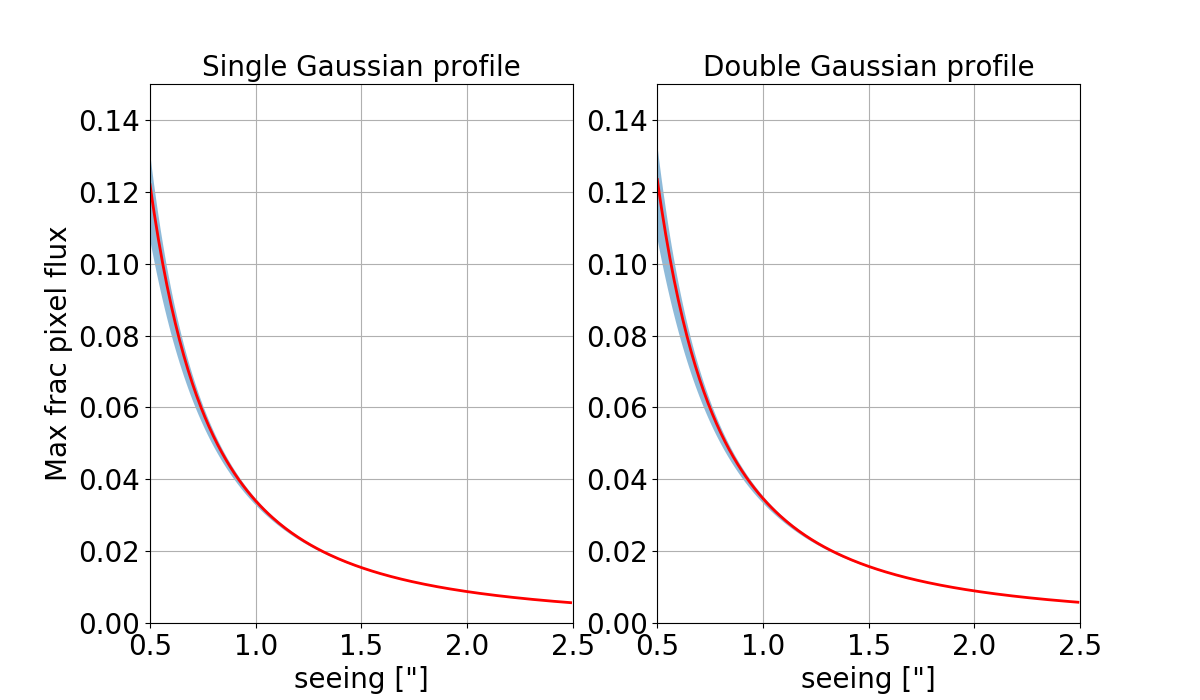 Single Gaussian profile
Max frac pixel flux
0.14
0.12
0.10
0.08
0.06
0.04
0.02
0.00
0.5 1.0 1.5 2.0 2.5
seeing ["]
Double Gaussian profile
0.14
0.12
0.10
0.08
0.06
0.04
0.02
0.00
0.5 1.0 1.5 2.0 2.5
seeing ["]